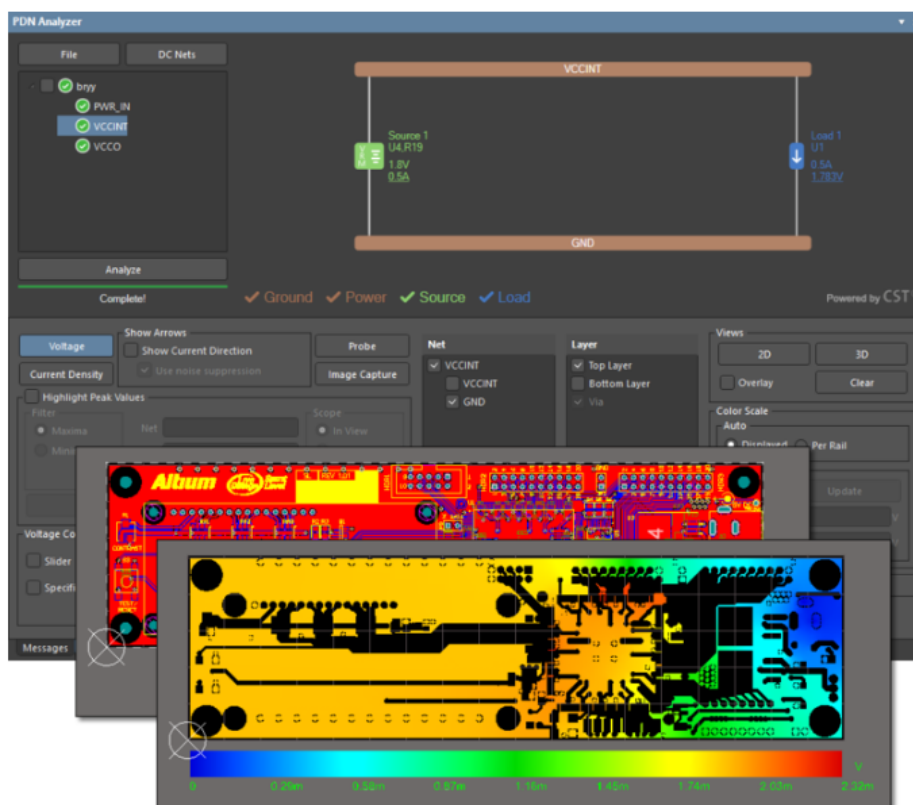 PDN Analyzer
File
DC Nets
bryy
PWR_IN
VCCINT
VCCO
Analyze
Complete!
VCCINT
Source 1
U4,R19
1.8V
0.5A
Load 1
U1
0.5A
1.783V
GND
Ground Power Source Load
Powered by CST
Voltage
Current Density
Show Arrows
Show Current Direction
Use noise suppression
Probe
Image Capture
Highlight Peak Values
Filter
Maxima
Net
Scope
In View
Net
VCCINT
VCCINT
GND
Layer
Top Layer
Bottom Layer
Via
Views
2D
3D
Overlay
Clear
Color Scale
Auto
Displayed
Per Rail
Update
V
Voltage Co
Slider
Specifi
Messages
Altium
4
V
0 0.29m 0.58m 0.87m 1.16m 1.45m 1.74m 2.03m 2.32m